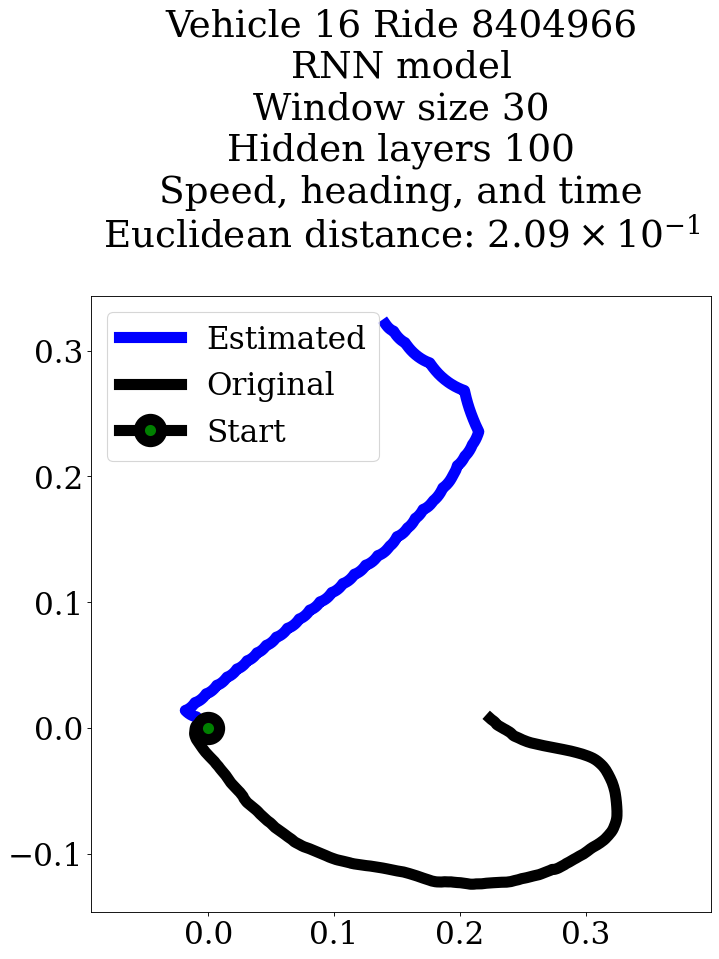 Vehicle 16 Ride 8404966
RNN model
Window size 30
Hidden layers 100
Speed, heading, and time
Euclidean distance: 2.09 × 10⁻¹
Estimated
Original
Start
0.3
0.2
0.1
0.0
−0.1
0.0 0.1 0.2 0.3